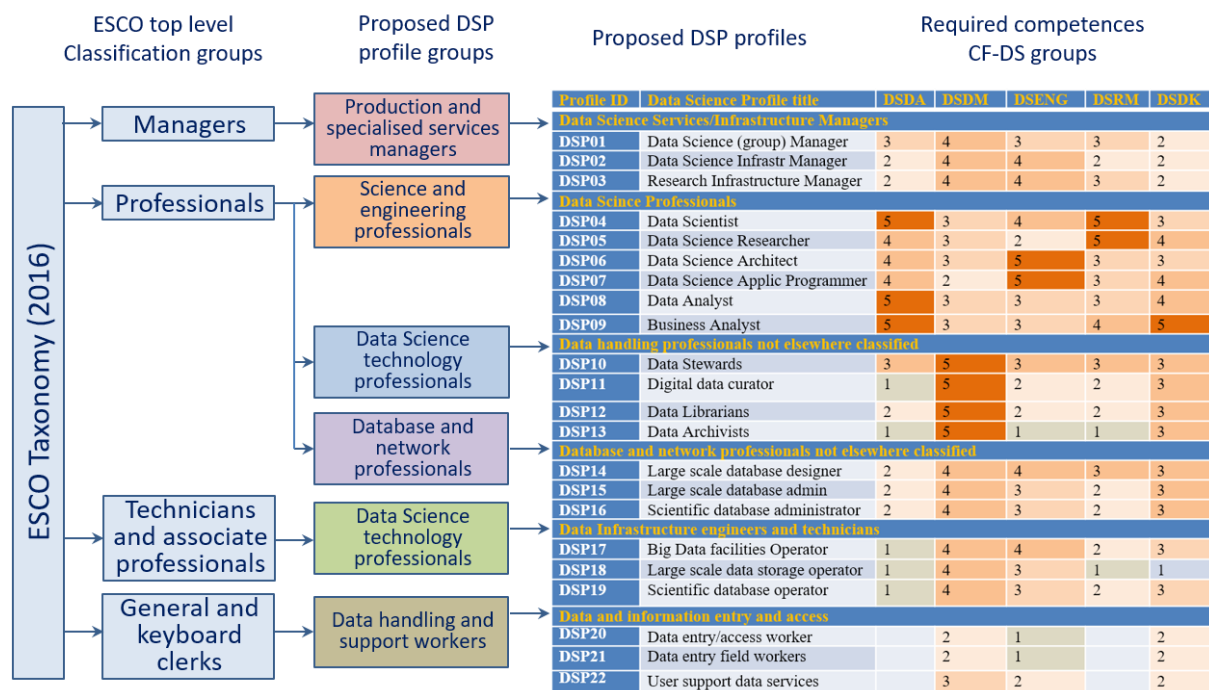 ESCO top level
Classification groups
Proposed DSP
profile groups
Proposed DSP profiles
Required competences
CF-DS groups
ESCO Taxonomy (2016)
Managers
Professionals
Technicians
and associate
professionals
General and
keyboard
clerks
Production and
specialised services
managers
Science and
engineering
professionals
Data Science
technology
professionals
Database and
network
professionals
Data Science
technology
professionals
Data handling and
support workers
Profile ID Data Science Profile title DSDA DSDM DSENG DSRM DSDK
Data Science Services/Infrastructure Managers
DSP01 Data Science (group) Manager 3 4 3 3 2
DSP02 Data Science Infrastr Manager 2 4 4 2 2
DSP03 Research Infrastructure Manager 2 4 4 3 2
Data Scince Professionals
DSP04 Data Scientist 5 3 4 5 3
DSP05 Data Science Researcher 4 3 2 5 4
DSP06 Data Science Architect 4 3 5 3 3
DSP07 Data Science Applic Programmer 4 2 5 3 4
DSP08 Data Analyst 5 3 3 3 4
DSP09 Business Analyst 5 3 3 4 5
Data handling professionals not elsewhere classified
DSP10 Data Stewards 3 5 3 3 3
DSP11 Digital data curator 1 5 2 2 3
DSP12 Data Librarians 2 5 2 2 3
DSP13 Data Archivists 1 5 1 1 3
Database and network professionals not elsewhere classified
DSP14 Large scale database designer 2 4 4 3 3
DSP15 Large scale database admin 2 4 3 2 3
DSP16 Scientific database administrator 2 4 3 2 3
Data Infrastructure engineers and technicians
DSP17 Big Data facilities Operator 1 4 4 2 3
DSP18 Large scale data storage operator 1 4 3 1 1
DSP19 Scientific database operator 1 4 3 2 3
Data and information entry and access
DSP20 Data entry/access worker 2 1 2
DSP21 Data entry field workers 2 1 2
DSP22 User support data services 3 2 2